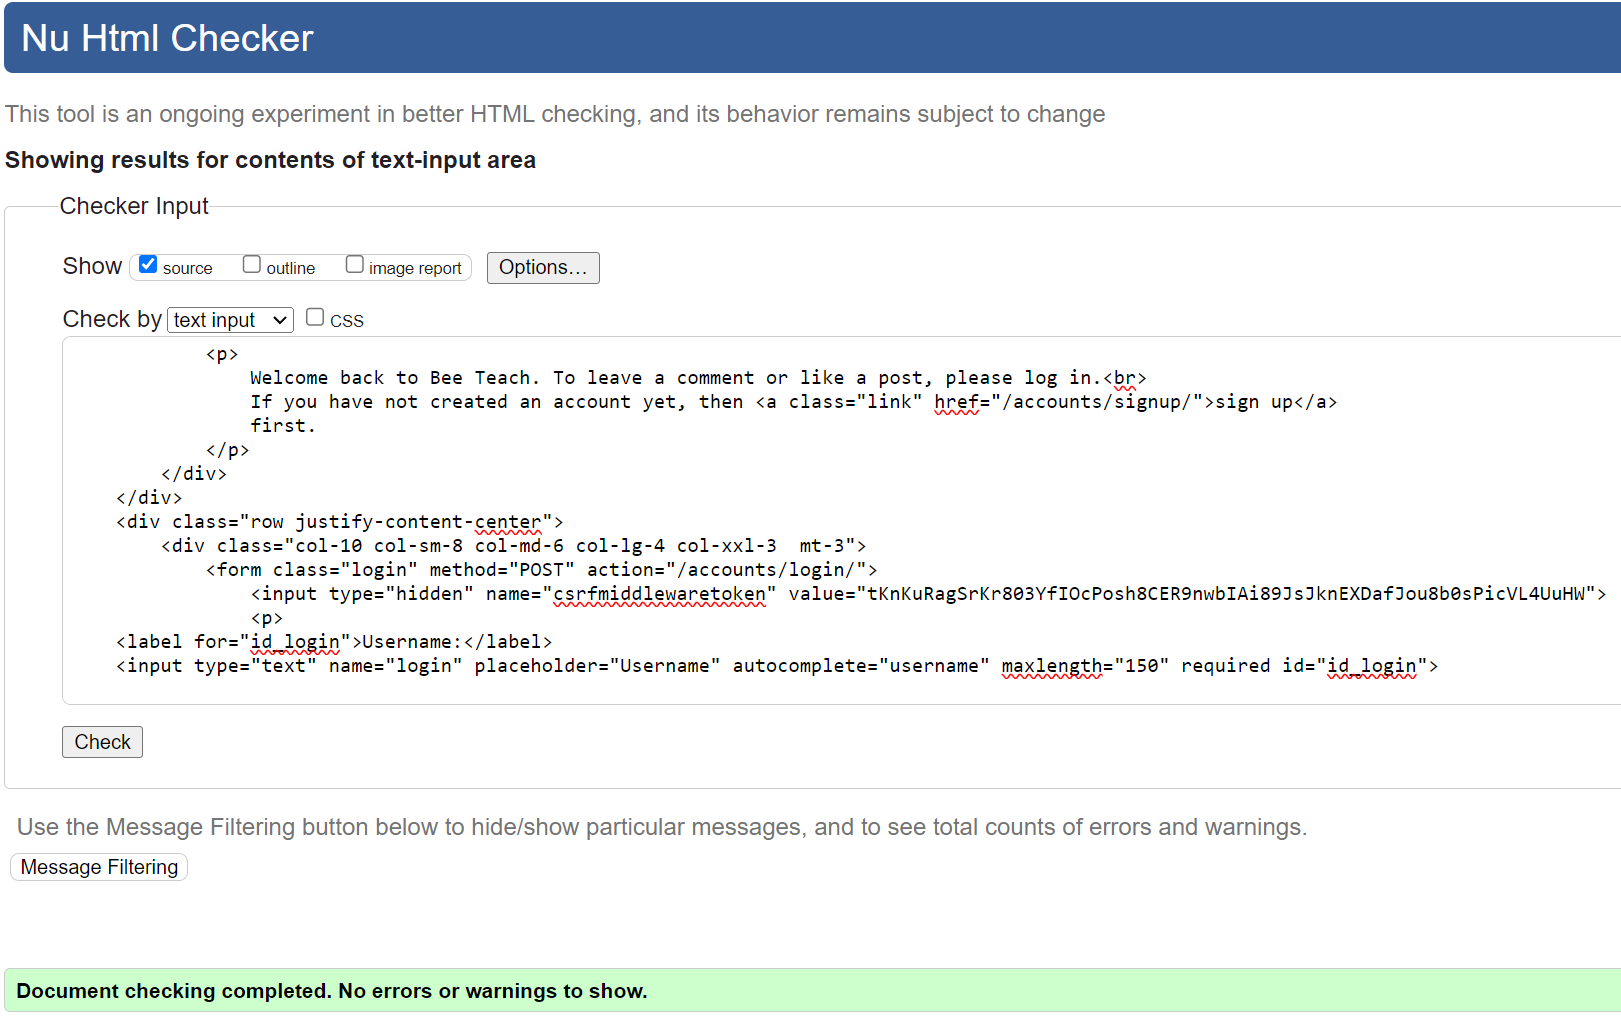 Nu Html Checker
This tool is an ongoing experiment in better HTML checking, and its behavior remains subject to change
Showing results for contents of text-input area
Checker Input
Show source outline image report Options...
Check by text input CSS
<p>
Welcome back to Bee Teach. To leave a comment or like a post, please log in.<br>
If you have not created an account yet, then <a class="link" href="/accounts/signup/">sign up</a>
first.
</p>
</div>
</div>
<div class="row justify-content-center">
<div class="col-10 col-sm-8 col-md-6 col-lg-4 col-xxl-3  mt-3">
<form class="login" method="POST" action="/accounts/login/">
<input type="hidden" name="csrfmiddlewaretoken" value="tKnKuRagSrKr803YfIOcPosh8CER9nwbIAi89JsJknEXDafJou8b0sPicVL4UuHW">
<p>
<label for="id_login">Username:</label>
<input type="text" name="login" placeholder="Username" autocomplete="username" maxlength="150" required id="id_login">
Check
Use the Message Filtering button below to hide/show particular messages, and to see total counts of errors and warnings.
Message Filtering
Document checking completed. No errors or warnings to show.